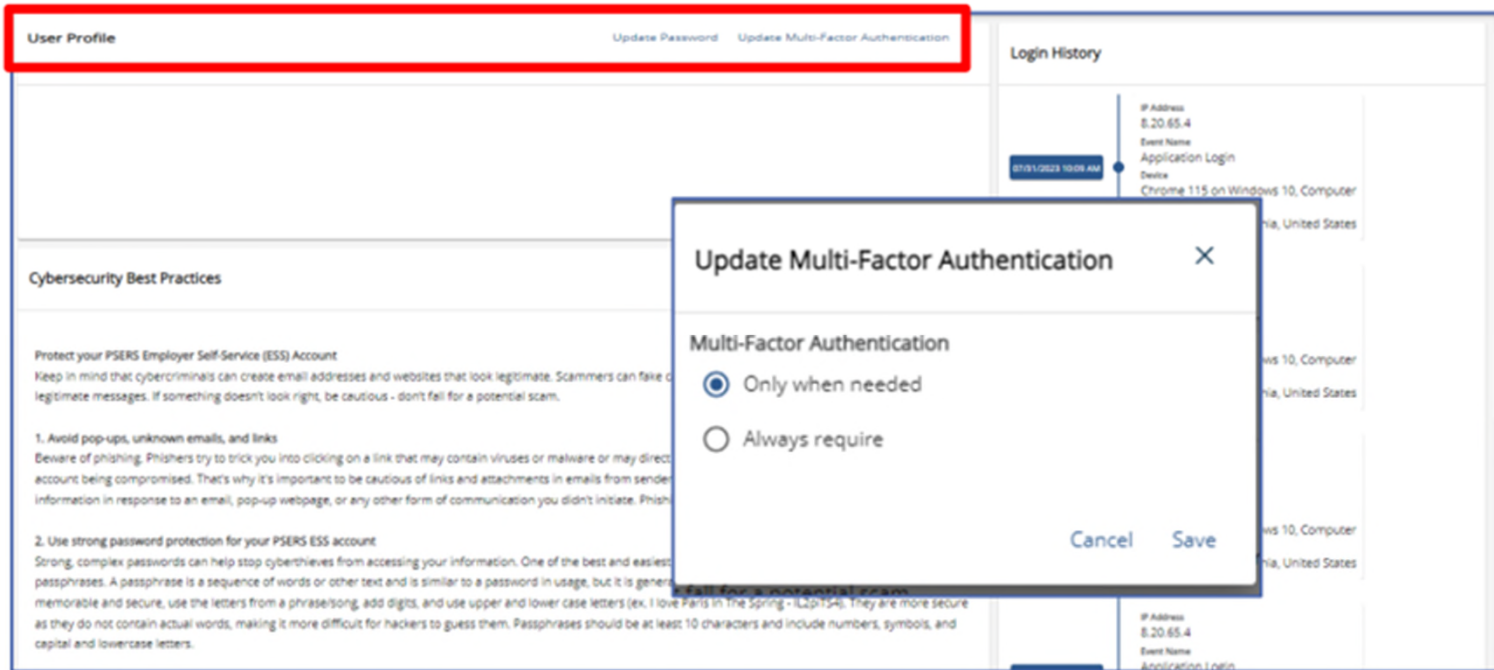 User Profile
Update Password
Update Multi-Factor Authentication
Cybersecurity Best Practices
Protect your PSERS Employer Self-Service (ESS) Account
Keep in mind that cybercriminals can create email addresses and websites that look legitimate. Scammers can fake c
legitimate messages. If something doesn't look right, be cautious - don't fall for a potential scam.
1. Avoid pop-ups, unknown emails, and links
Beware of phishing. Phishers try to trick you into clicking on a link that may contain viruses or malware or may direct
account being compromised. That's why it's important to be cautious of links and attachments in emails from sender
information in response to an email, pop-up webpage, or any other form of communication you didn't initiate. Phish
2. Use strong password protection for your PSERS ESS account
Strong, complex passwords can help stop cyberthieves from accessing your information. One of the best and easiest
passphrases. A passphrase is a sequence of words or other text and is similar to a password in usage, but it is genera
memorable and secure, use the letters from a phrase/song, add digits, and use upper and lower case letters (ex. I love Paris In The Spring - IL2piTS4). They are more secure
as they do not contain actual words, making it more difficult for hackers to guess them. Passphrases should be at least 10 characters and include numbers, symbols, and
capital and lowercase letters.
Update Multi-Factor Authentication
Multi-Factor Authentication
Only when needed
Always require
Cancel
Save
fall for a potential scam
Login History
07/31/2023 10:09 AM
IP Address
8.20.65.4
Event Name
Application Login
Device
Chrome 115 on Windows 10, Computer
nia, United States
ws 10, Computer
nia, United States
ws 10, Computer
nia, United States
IP Address
8.20.65.4
Event Name
Application Login